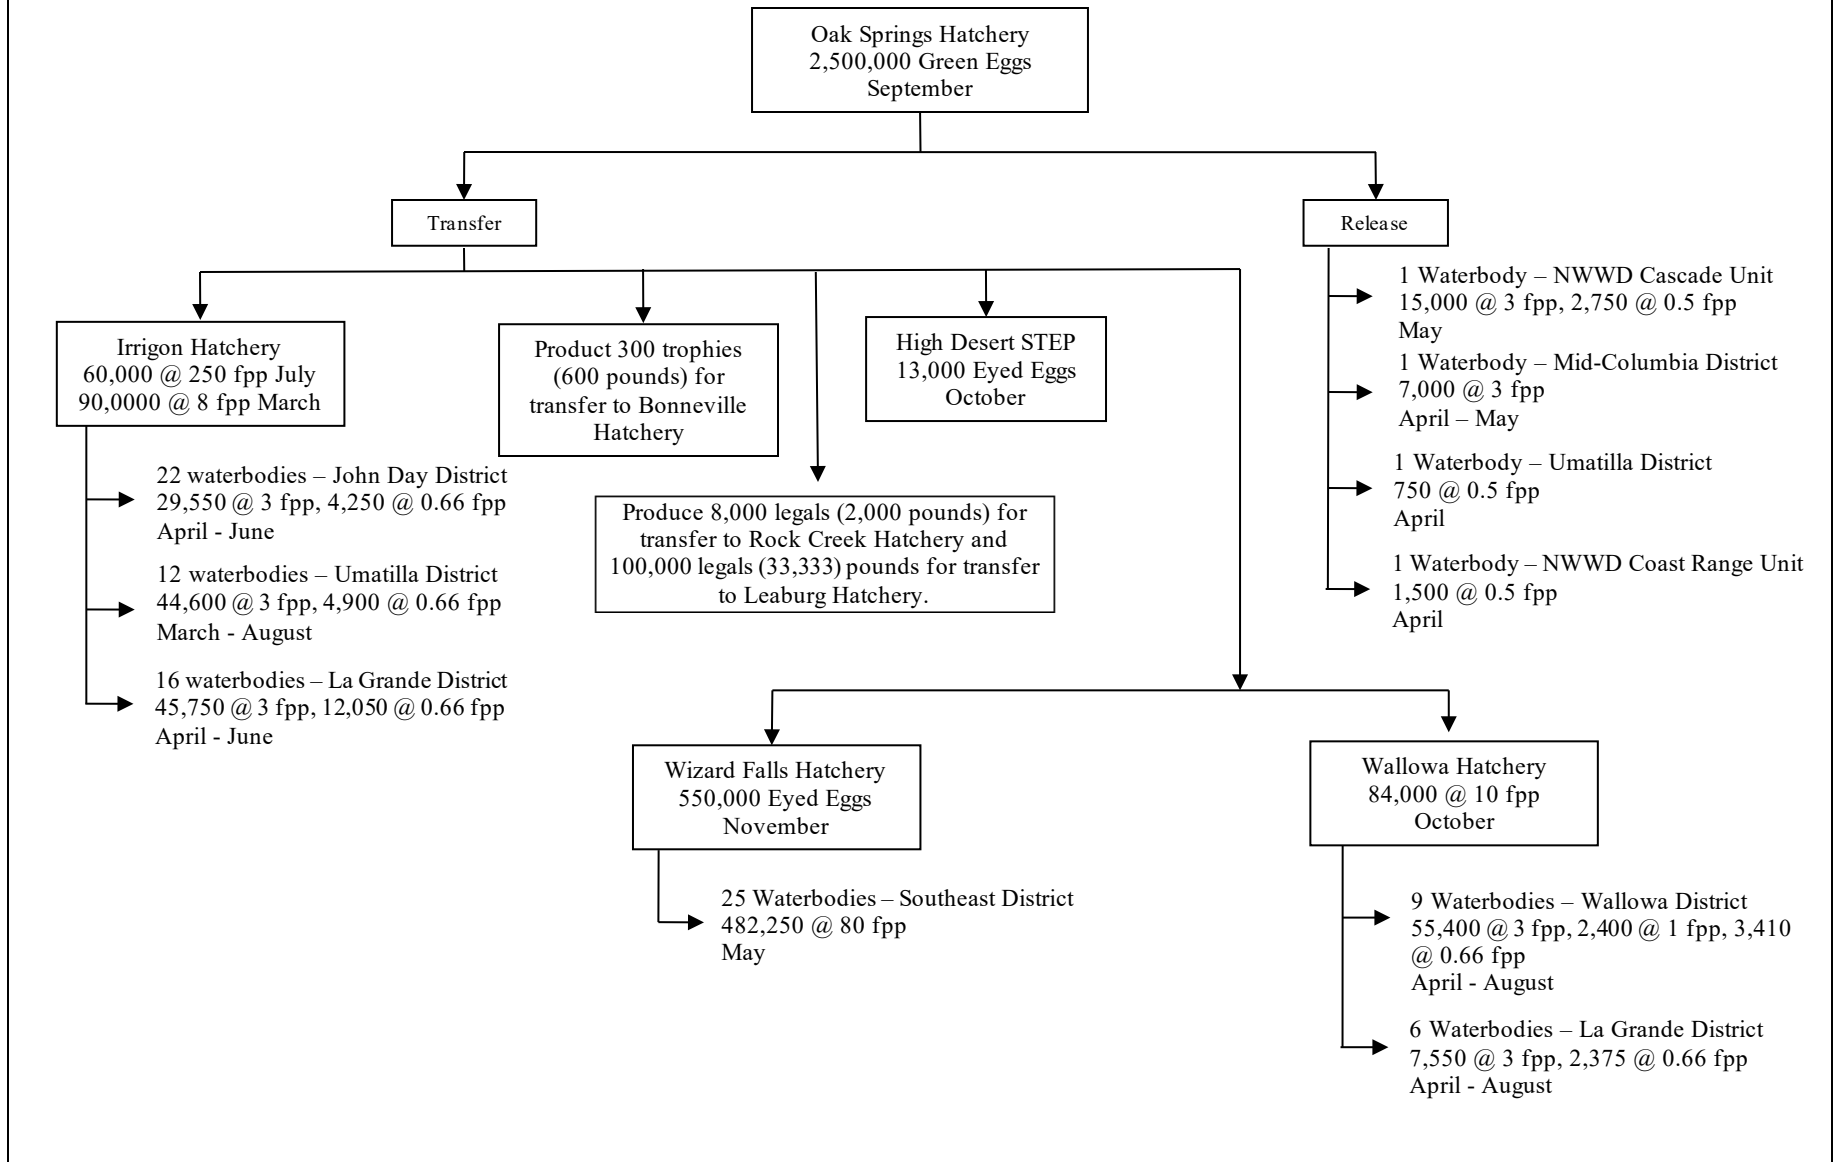 Oak Springs Hatchery
2,500,000 Green Eggs
September
Transfer
Release
Irrigon Hatchery
60,000 @ 250 fpp July
90,0000 @ 8 fpp March
22 waterbodies – John Day District
29,550 @ 3 fpp, 4,250 @ 0.66 fpp
April - June
12 waterbodies – Umatilla District
44,600 @ 3 fpp, 4,900 @ 0.66 fpp
March - August
16 waterbodies – La Grande District
45,750 @ 3 fpp, 12,050 @ 0.66 fpp
April - June
Product 300 trophies
(600 pounds) for
transfer to Bonneville
Hatchery
Produce 8,000 legals (2,000 pounds) for
transfer to Rock Creek Hatchery and
100,000 legals (33,333) pounds for transfer
to Leaburg Hatchery.
High Desert STEP
13,000 Eyed Eggs
October
1 Waterbody – NWWD Cascade Unit
15,000 @ 3 fpp, 2,750 @ 0.5 fpp
May
1 Waterbody – Mid-Columbia District
7,000 @ 3 fpp
April – May
1 Waterbody – Umatilla District
750 @ 0.5 fpp
April
1 Waterbody – NWWD Coast Range Unit
1,500 @ 0.5 fpp
April
Wizard Falls Hatchery
550,000 Eyed Eggs
November
25 Waterbodies – Southeast District
482,250 @ 80 fpp
May
Wallowa Hatchery
84,000 @ 10 fpp
October
9 Waterbodies – Wallowa District
55,400 @ 3 fpp, 2,400 @ 1 fpp, 3,410
@ 0.66 fpp
April - August
6 Waterbodies – La Grande District
7,550 @ 3 fpp, 2,375 @ 0.66 fpp
April - August